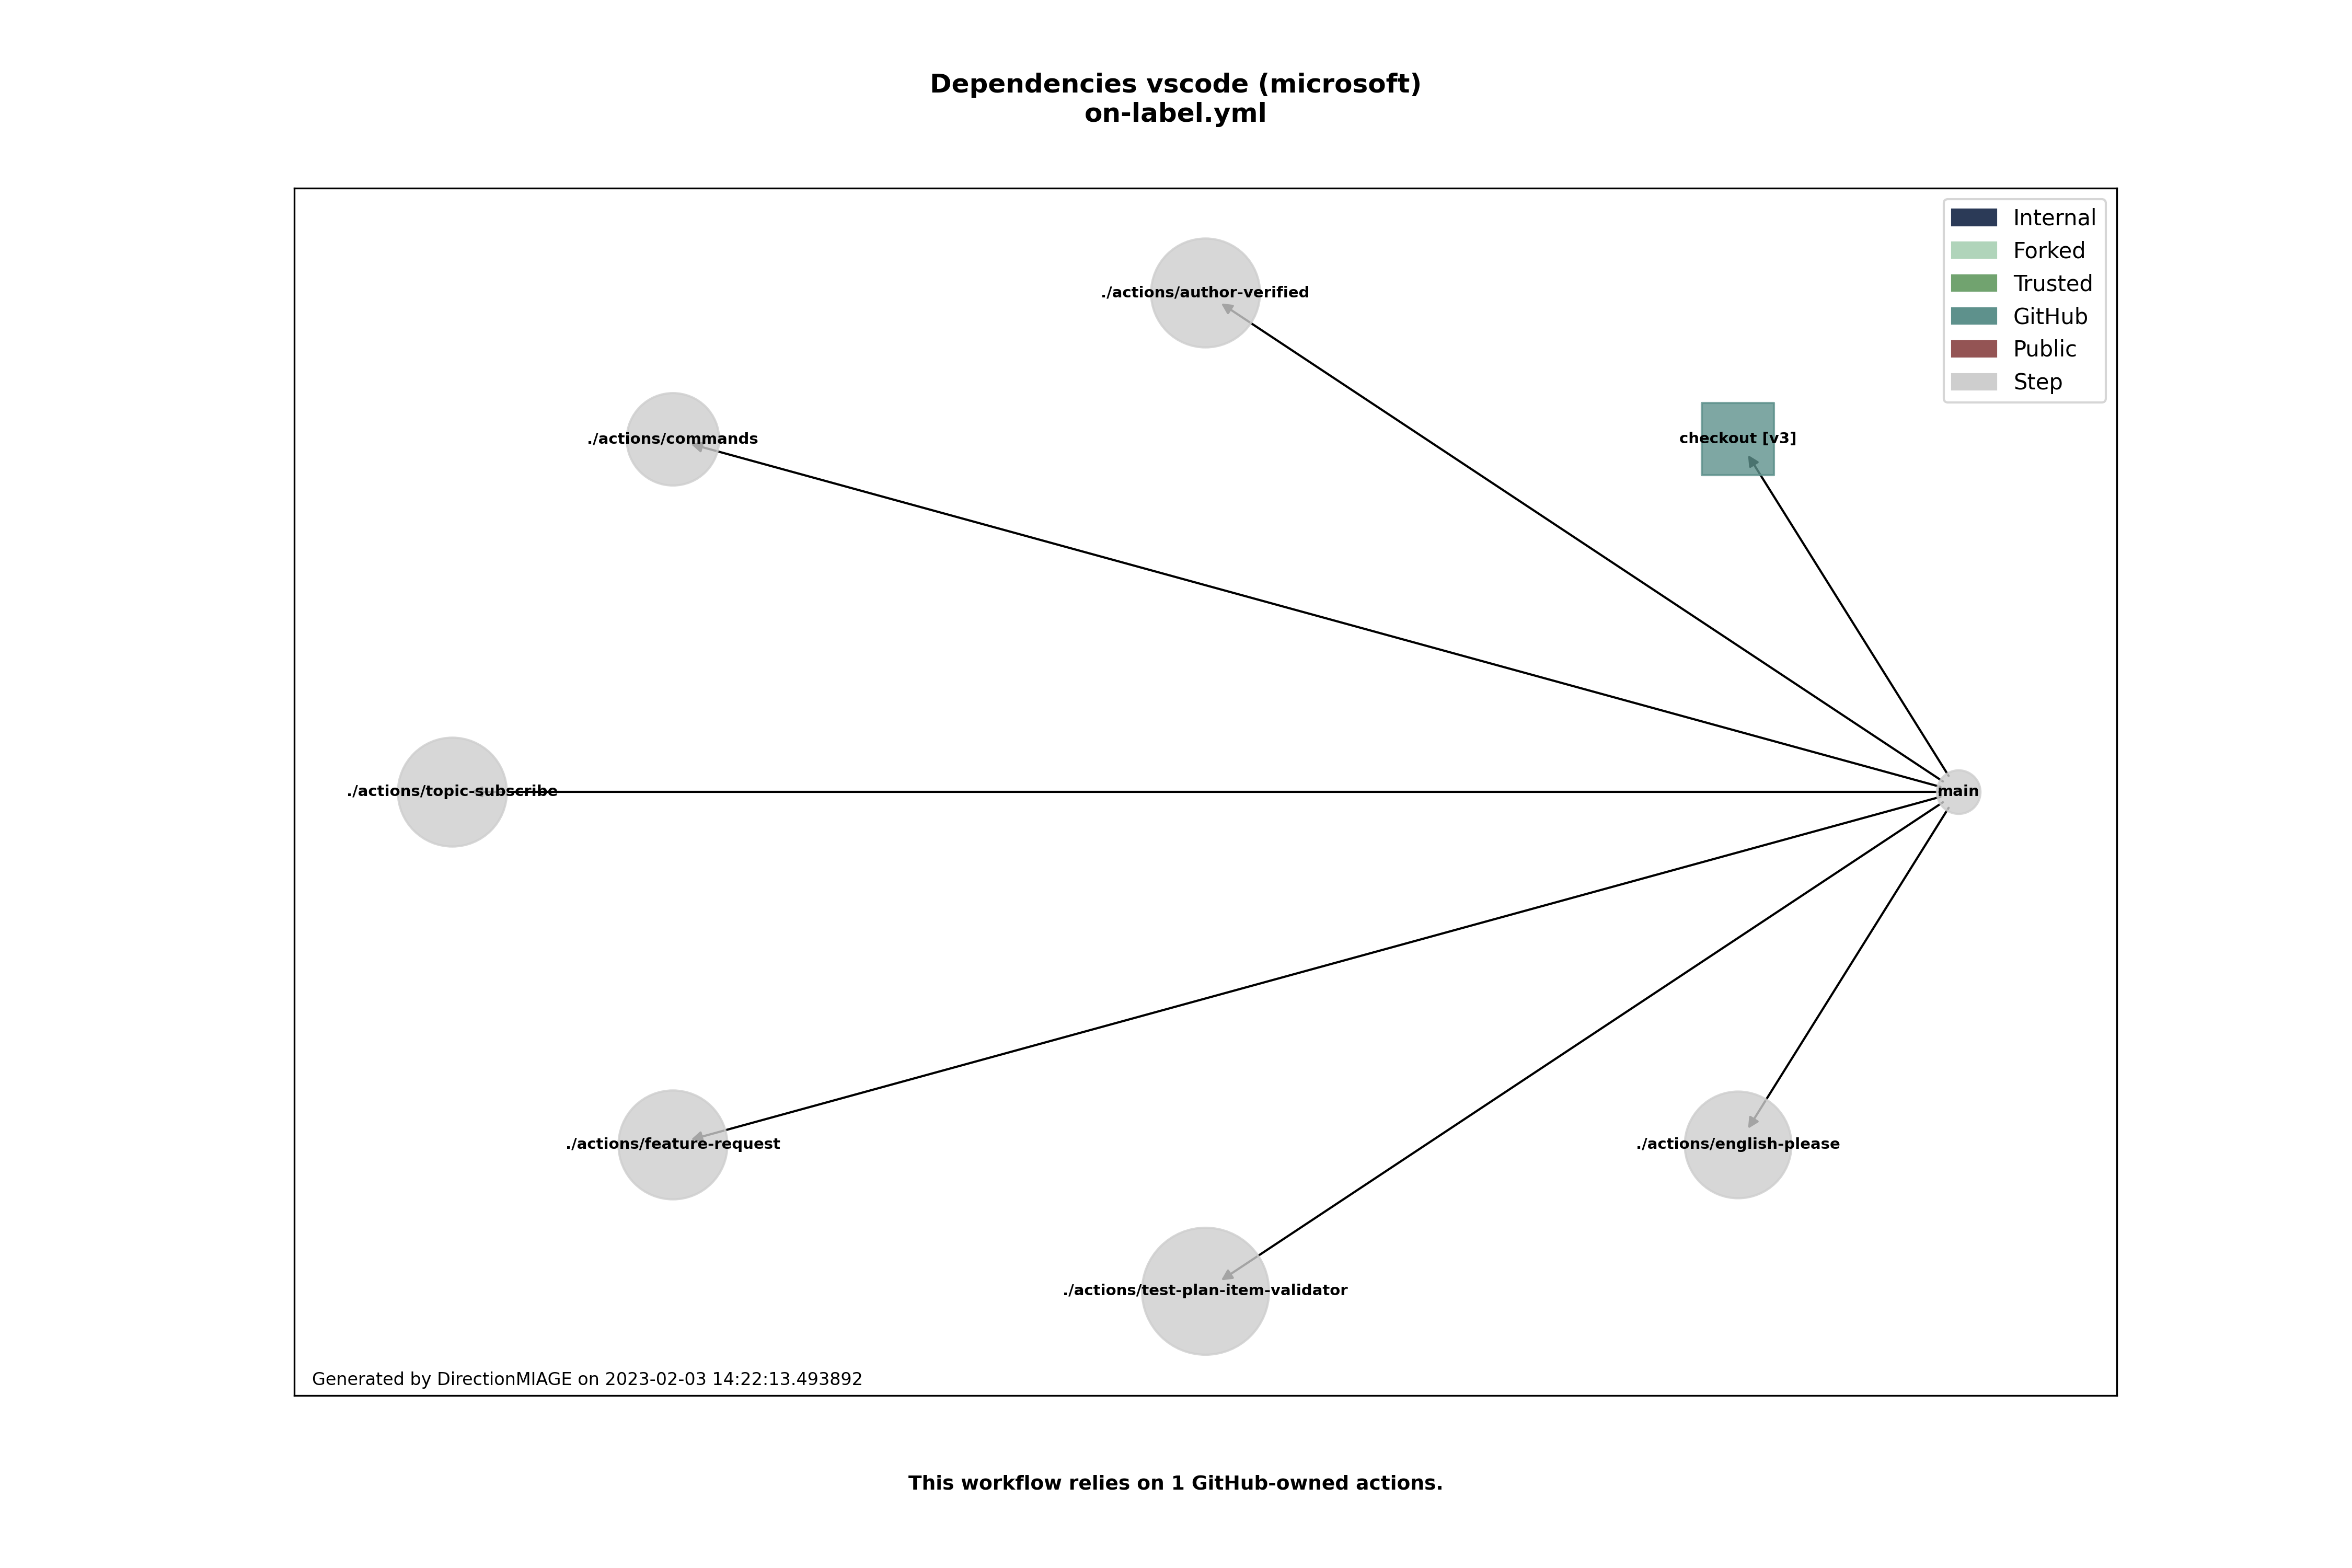 Dependencies vscode (microsoft)
on-label.yml
Internal
Forked
Trusted
GitHub
Public
Step
./actions/author-verified
./actions/commands
checkout [v3]
./actions/topic-subscribe
main
./actions/feature-request
./actions/english-please
./actions/test-plan-item-validator
Generated by DirectionMIAGE on 2023-02-03 14:22:13.493892
This workflow relies on 1 GitHub-owned actions.